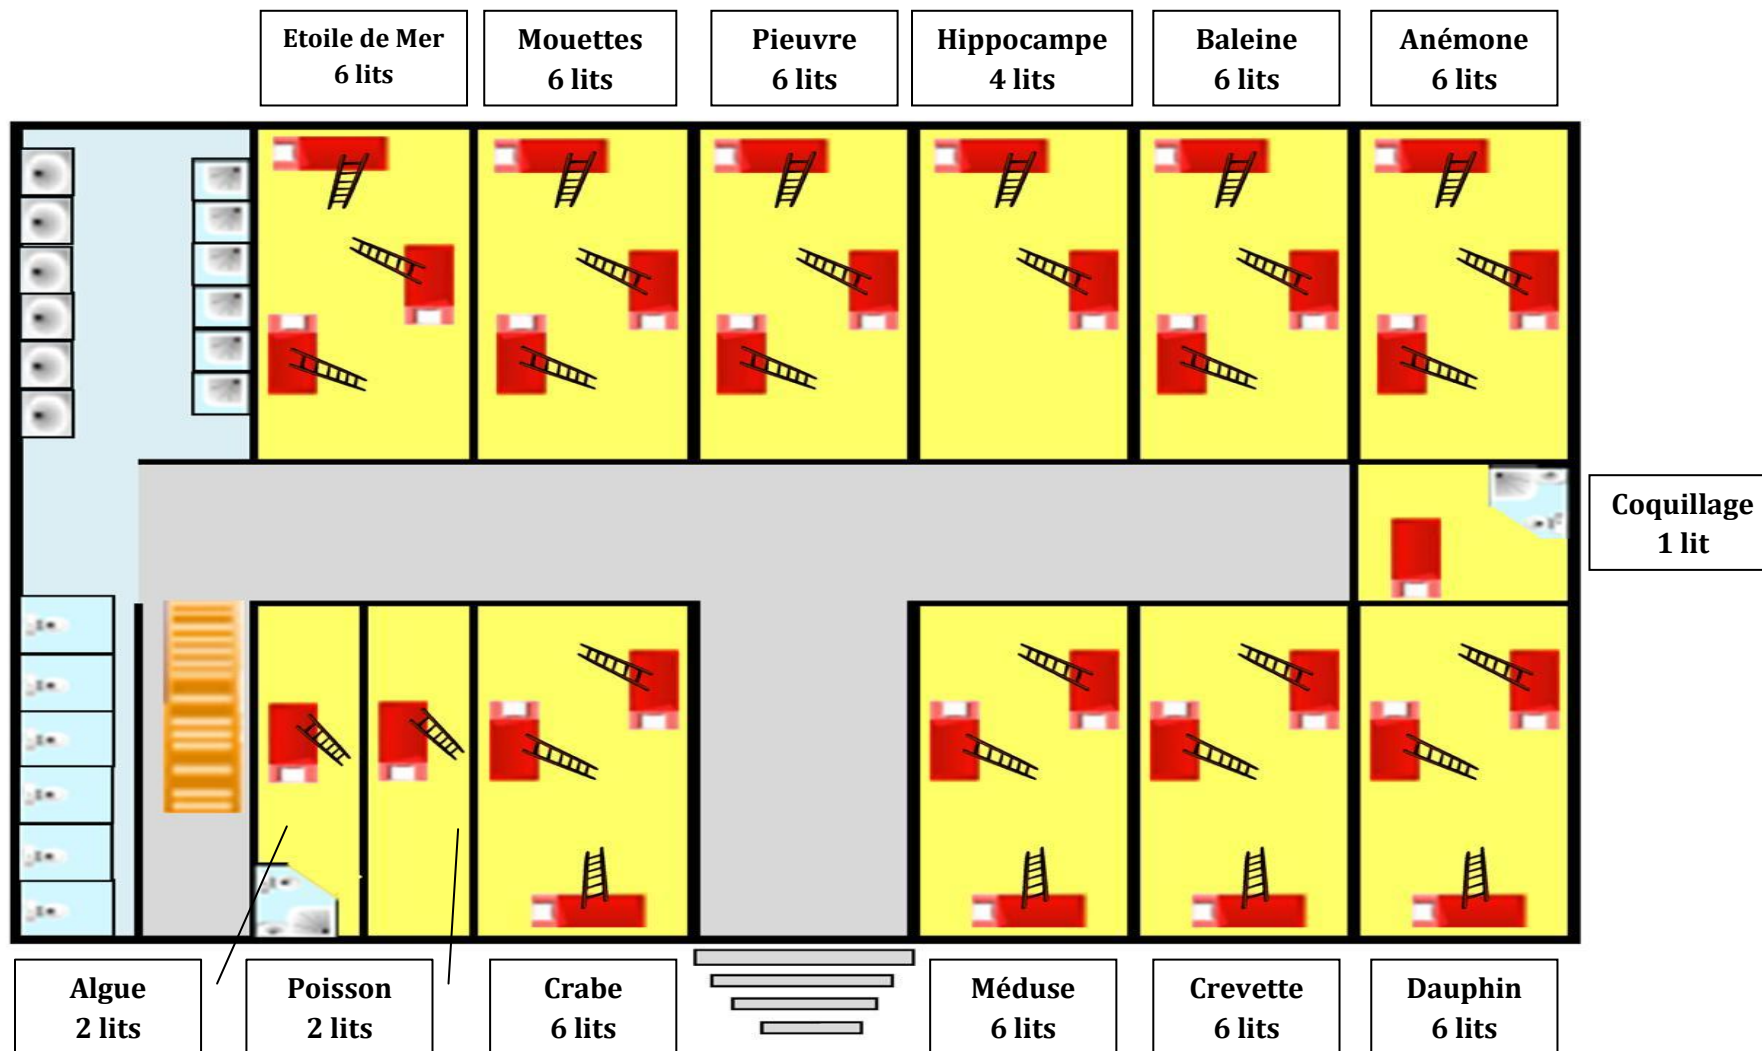 Etoile de Mer
6 lits
Mouettes
6 lits
Pieuvre
6 lits
Hippocampe
4 lits
Baleine
6 lits
Anémone
6 lits
Coquillage
1 lit
Algue
2 lits
Poisson
2 lits
Crabe
6 lits
Méduse
6 lits
Crevette
6 lits
Dauphin
6 lits